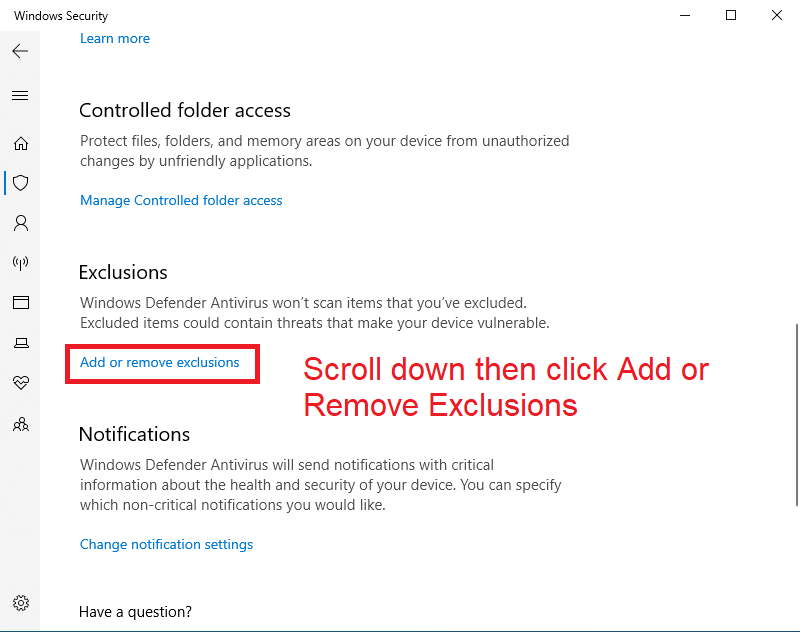 Windows Security
Learn more
Controlled folder access
Protect files, folders, and memory areas on your device from unauthorized
changes by unfriendly applications.
Manage Controlled folder access
Exclusions
Windows Defender Antivirus won't scan items that you've excluded.
Excluded items could contain threats that make your device vulnerable.
Add or remove exclusions
Scroll down then click Add or
Remove Exclusions
Notifications
Windows Defender Antivirus will send notifications with critical
information about the health and security of your device. You can specify
which non-critical notifications you would like.
Change notification settings
Have a question?